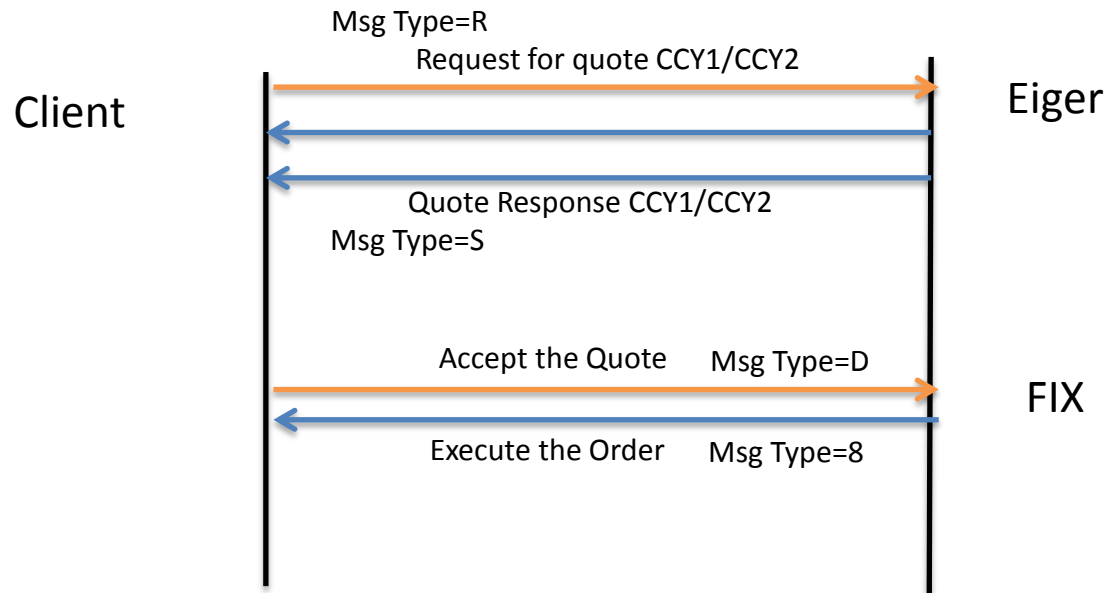 Msg Type=R
Request for quote CCY1/CCY2
Client
Eiger
Quote Response CCY1/CCY2
Msg Type=S
Accept the Quote Msg Type=D
FIX
Execute the Order Msg Type=8